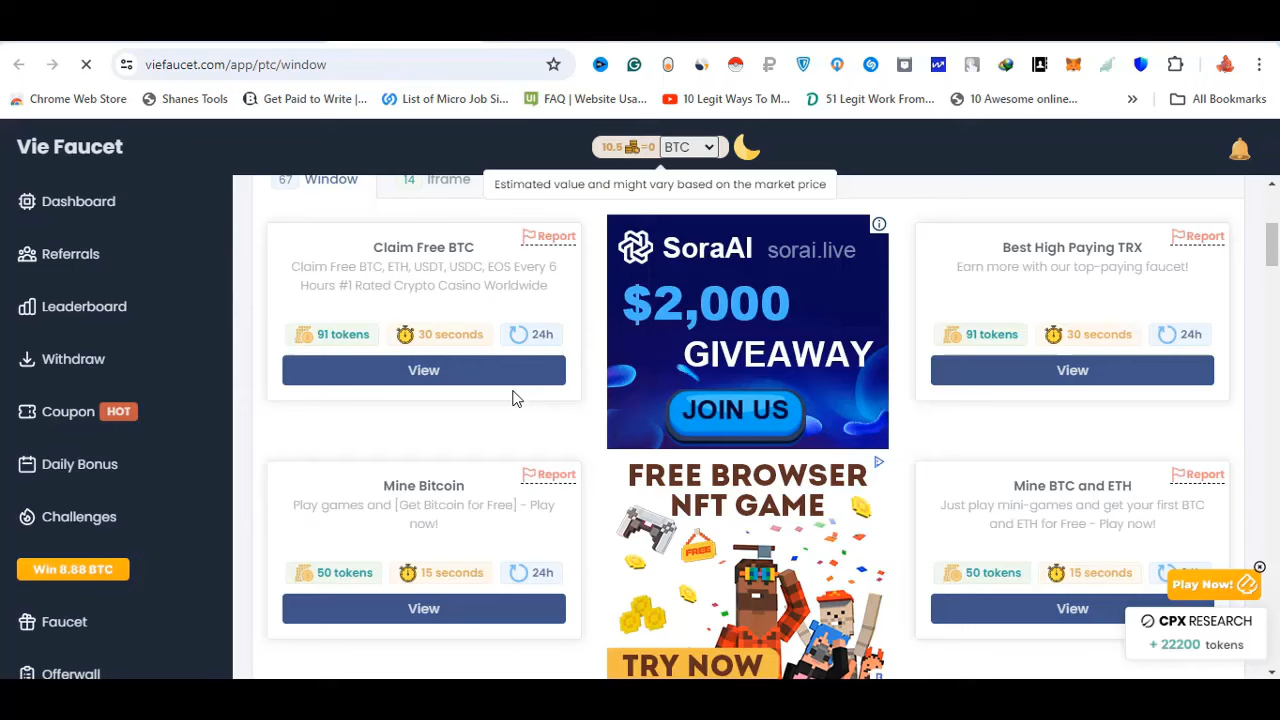 viefaucet.com/app/ptc/window
Chrome Web Store
Shanes Tools
Get Paid to Write |...
List of Micro Job Si...
FAQ | Website Usa...
10 Legit Ways To M...
51 Legit Work From...
10 Awesome online...
»
All Bookmarks
Vie Faucet
10.5 =0 BTC
Estimated value and might vary based on the market price
Dashboard
Referrals
Leaderboard
Withdraw
Coupon HOT
Daily Bonus
Challenges
Win 8.88 BTC
Faucet
Offerwall
67 Window
14 Iframe
Report
Claim Free BTC
Claim Free BTC, ETH, USDT, USDC, EOS Every 6
Hours #1 Rated Crypto Casino Worldwide
91 tokens
30 seconds
24h
View
SoraAI sorai.live
$2,000
GIVEAWAY
JOIN US
Report
Best High Paying TRX
Earn more with our top-paying faucet!
91 tokens
30 seconds
24h
View
Report
Mine Bitcoin
Play games and [Get Bitcoin for Free] - Play
now!
50 tokens
15 seconds
24h
View
FREE BROWSER
NFT GAME
FREE
TRY NOW
Report
Mine BTC and ETH
Just play mini-games and get your first BTC
and ETH for Free - Play now!
50 tokens
15 seconds
View
Play Now!
CPX RESEARCH
+ 22200 tokens